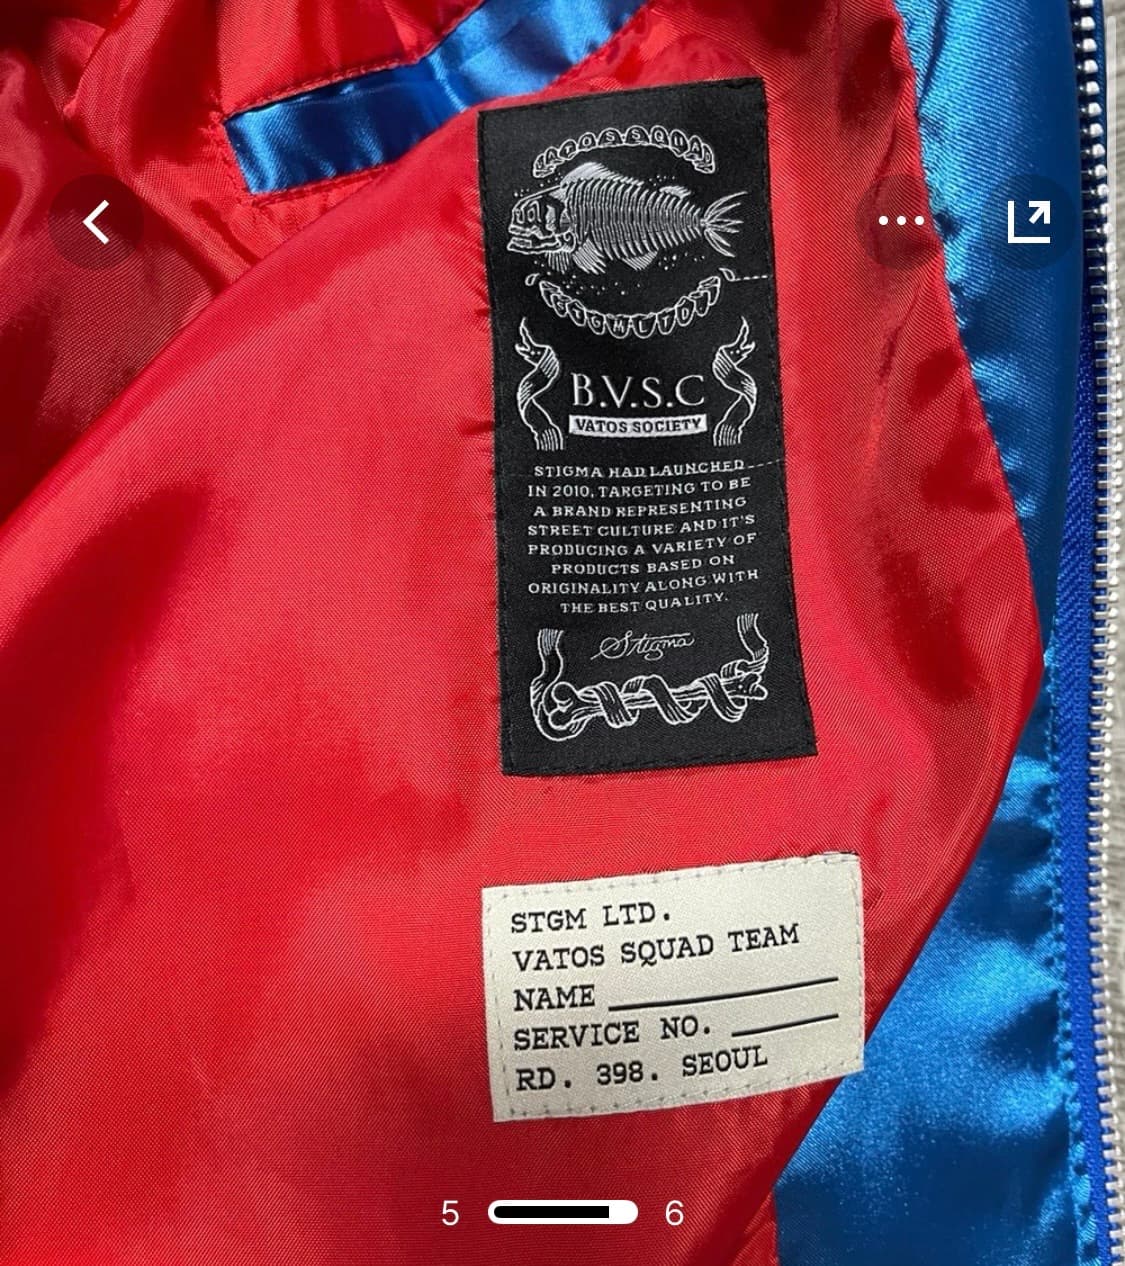 VATOS SQUAD
STGM LTD
B.V.S.C
VATOS SOCIETY
STIGMA HAD LAUNCHED
IN 2010, TARGETING TO BE
A BRAND REPRESENTING
STREET CULTURE AND IT'S
PRODUCING A VARIETY OF
PRODUCTS BASED ON
ORIGINALITY ALONG WITH
THE BEST QUALITY.
Stigma
STGM LTD.
VATOS SQUAD TEAM
NAME
SERVICE NO.
RD. 398. SEOUL
5 6